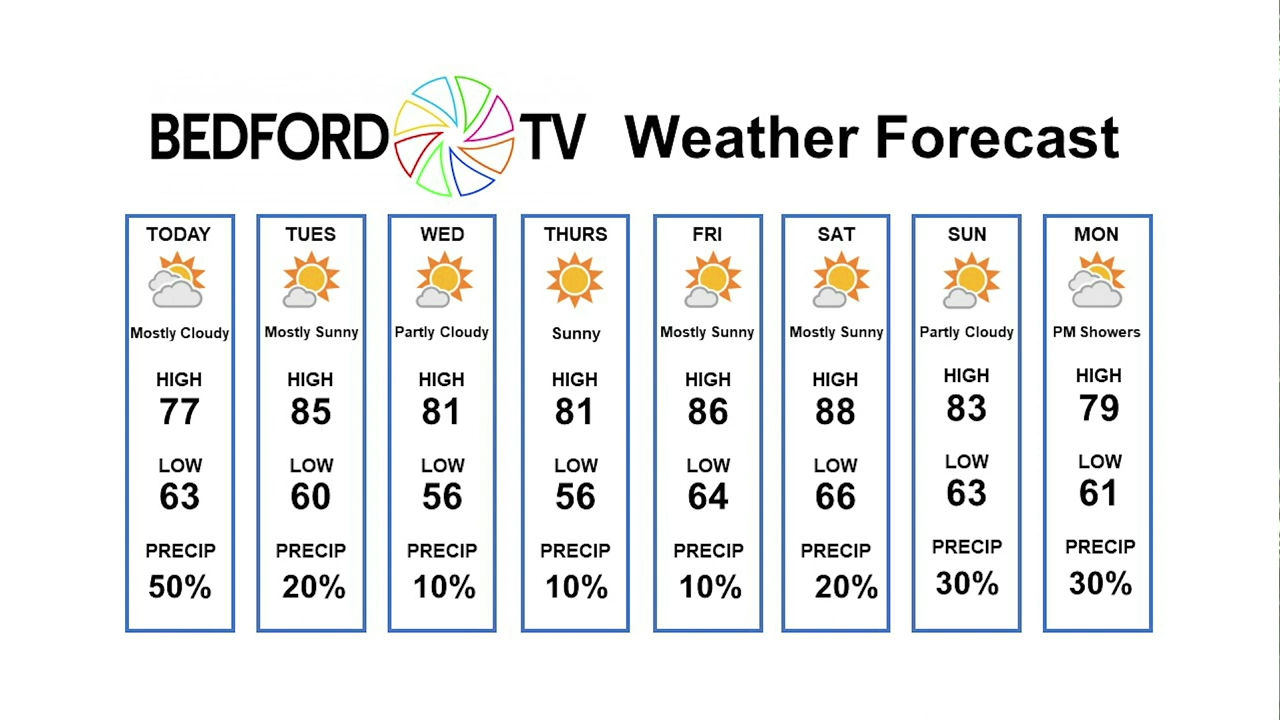 BEDFORD TV Weather Forecast
TODAY
Mostly Cloudy
HIGH
77
LOW
63
PRECIP
50%
TUES
Mostly Sunny
HIGH
85
LOW
60
PRECIP
20%
WED
Partly Cloudy
HIGH
81
LOW
56
PRECIP
10%
THURS
Sunny
HIGH
81
LOW
56
PRECIP
10%
FRI
Mostly Sunny
HIGH
86
LOW
64
PRECIP
10%
SAT
Mostly Sunny
HIGH
88
LOW
66
PRECIP
20%
SUN
Partly Cloudy
HIGH
83
LOW
63
PRECIP
30%
MON
PM Showers
HIGH
79
LOW
61
PRECIP
30%